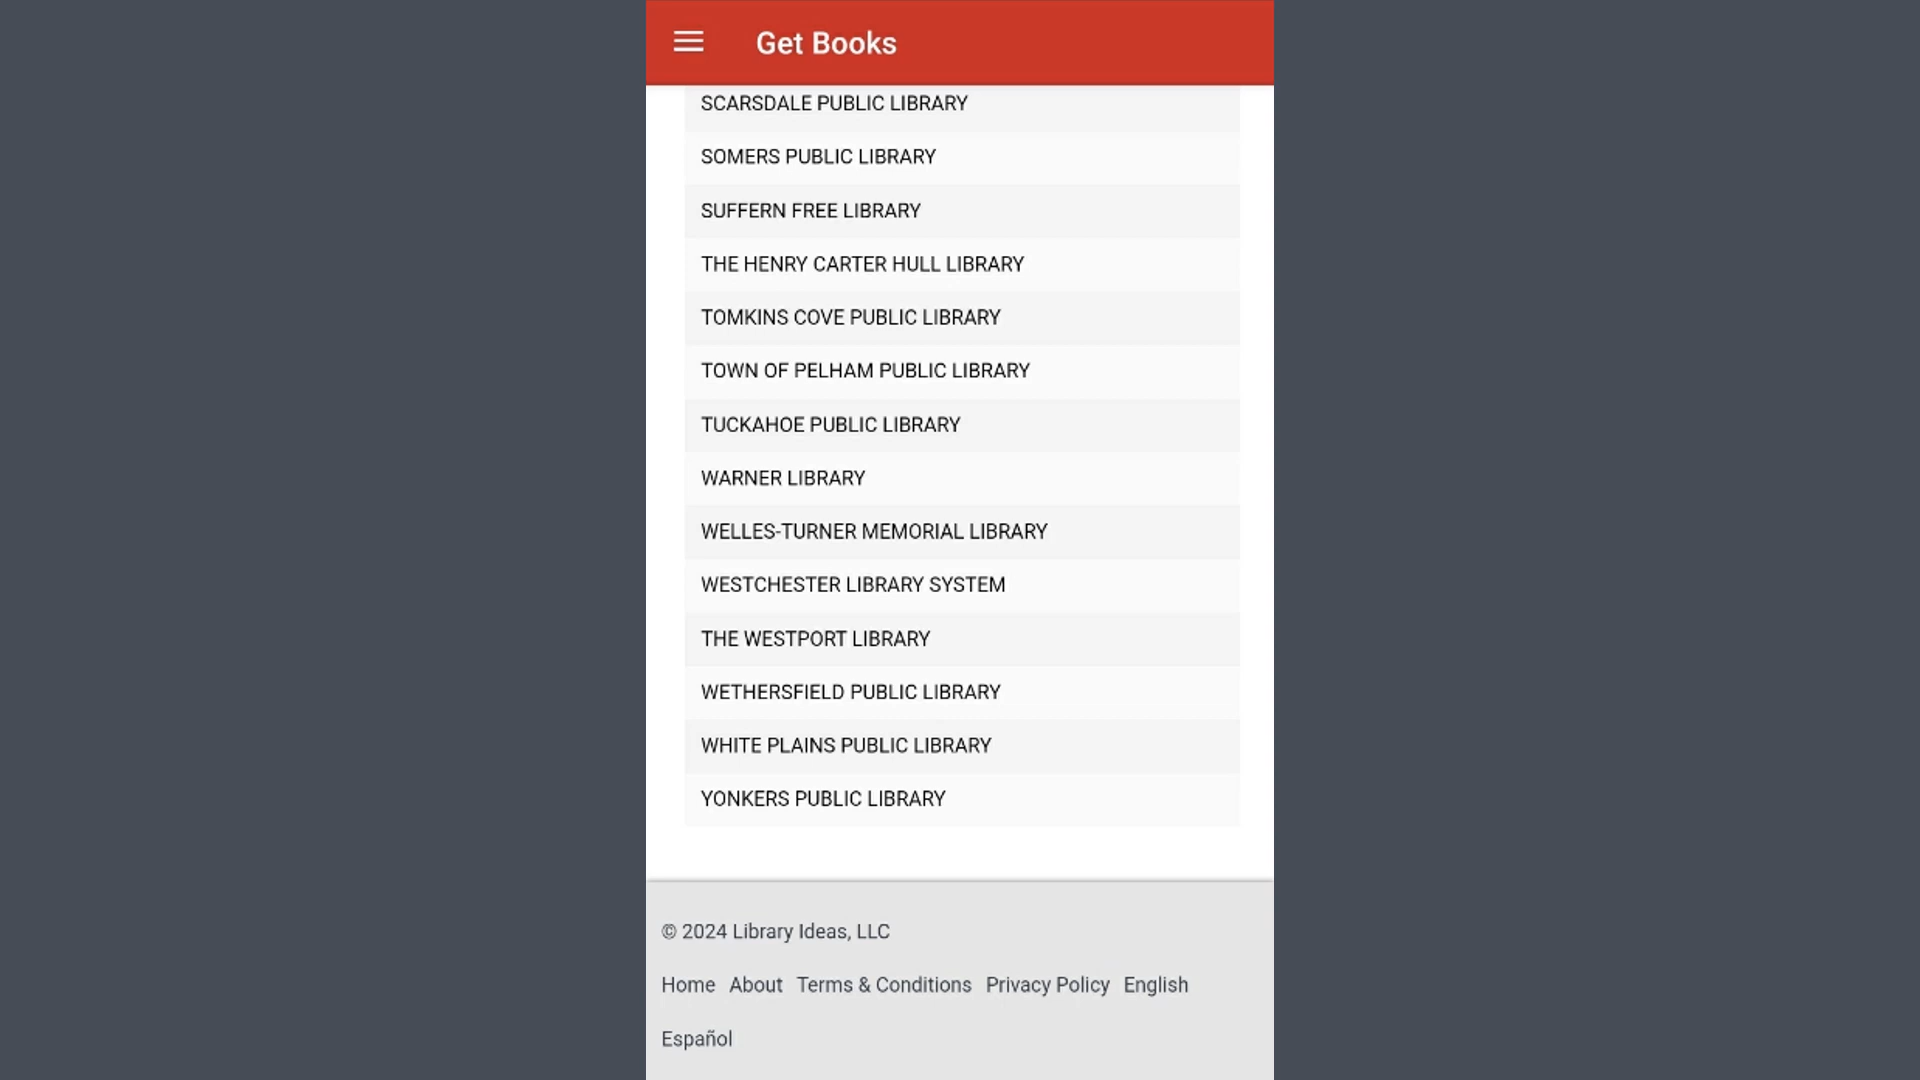 Get Books
SCARSDALE PUBLIC LIBRARY
SOMERS PUBLIC LIBRARY
SUFFERN FREE LIBRARY
THE HENRY CARTER HULL LIBRARY
TOMKINS COVE PUBLIC LIBRARY
TOWN OF PELHAM PUBLIC LIBRARY
TUCKAHOE PUBLIC LIBRARY
WARNER LIBRARY
WELLES-TURNER MEMORIAL LIBRARY
WESTCHESTER LIBRARY SYSTEM
THE WESTPORT LIBRARY
WETHERSFIELD PUBLIC LIBRARY
WHITE PLAINS PUBLIC LIBRARY
YONKERS PUBLIC LIBRARY
© 2024 Library Ideas, LLC
Home About Terms & Conditions Privacy Policy English
Español